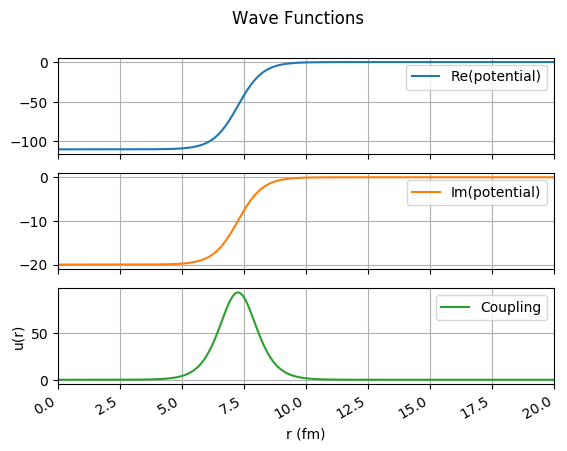 Wave Functions
0
−50
−100
Re(potential)
0
−10
−20
Im(potential)
50
0
Coupling
u(r)
0.0 2.5 5.0 7.5 10.0 12.5 15.0 17.5 20.0
r (fm)